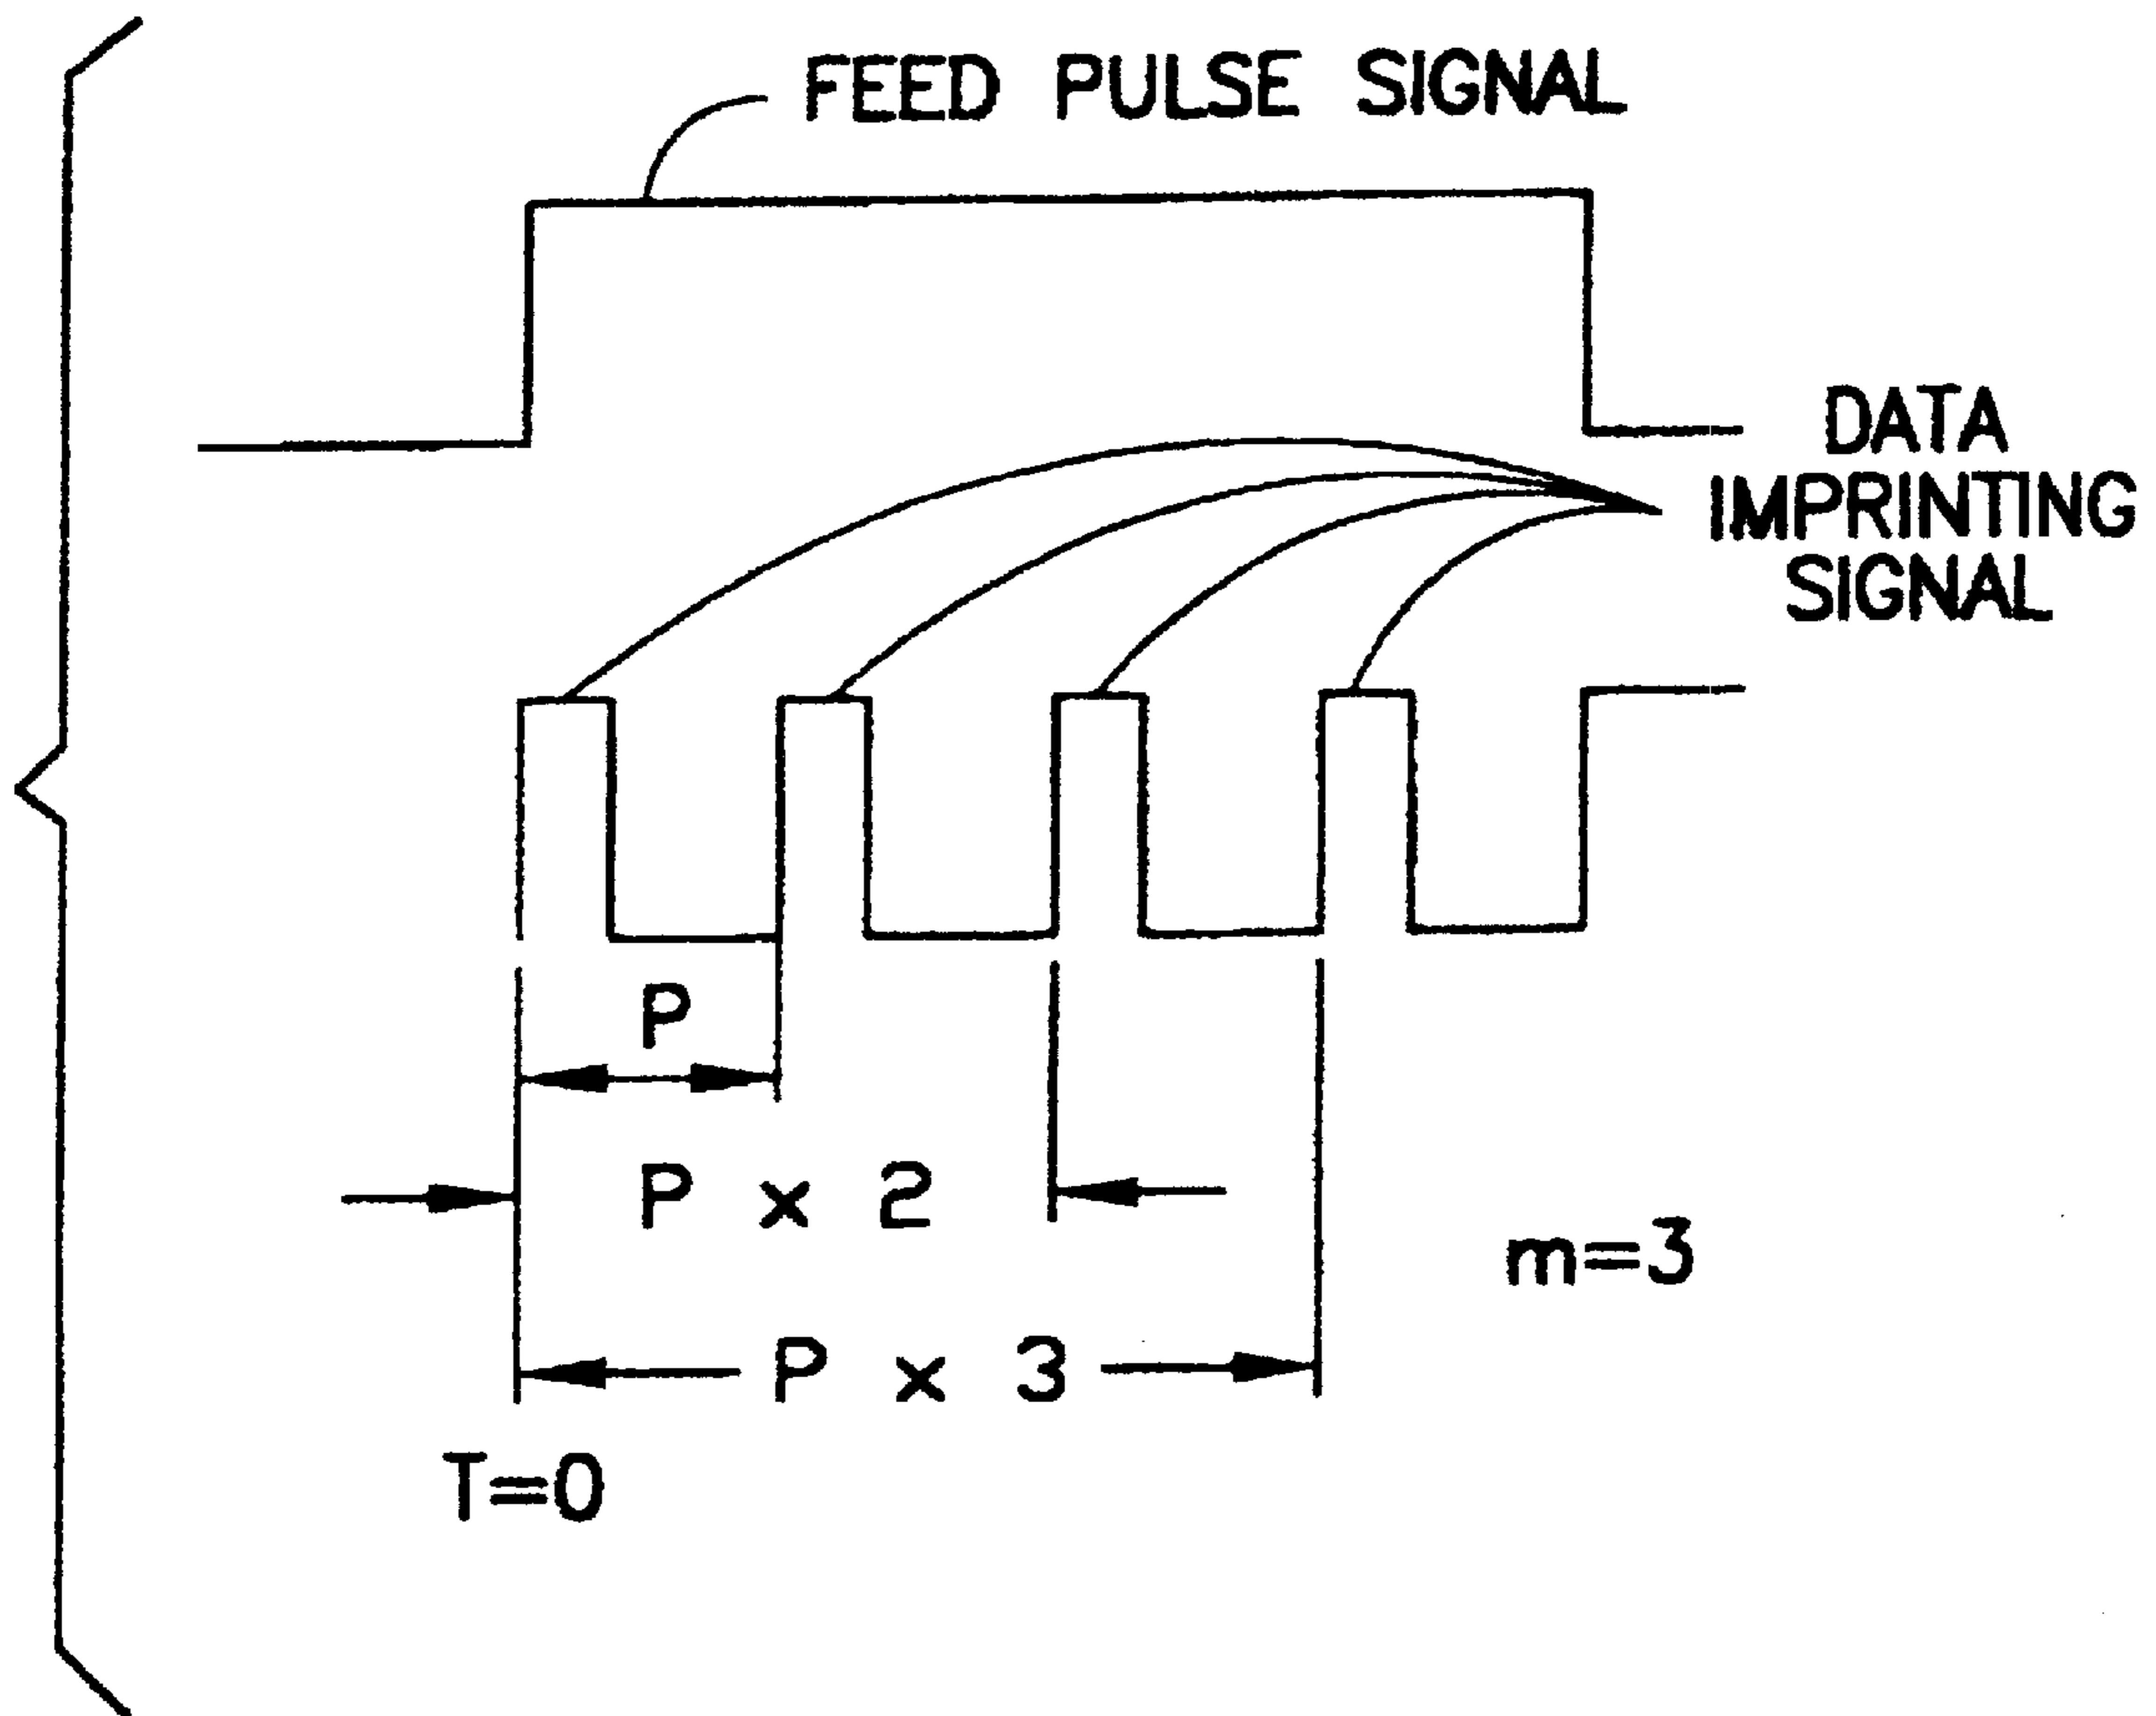 FEED PULSE SIGNAL
DATA
IMPRINTING
SIGNAL
P
P x 2
m=3
P x 3
T=0